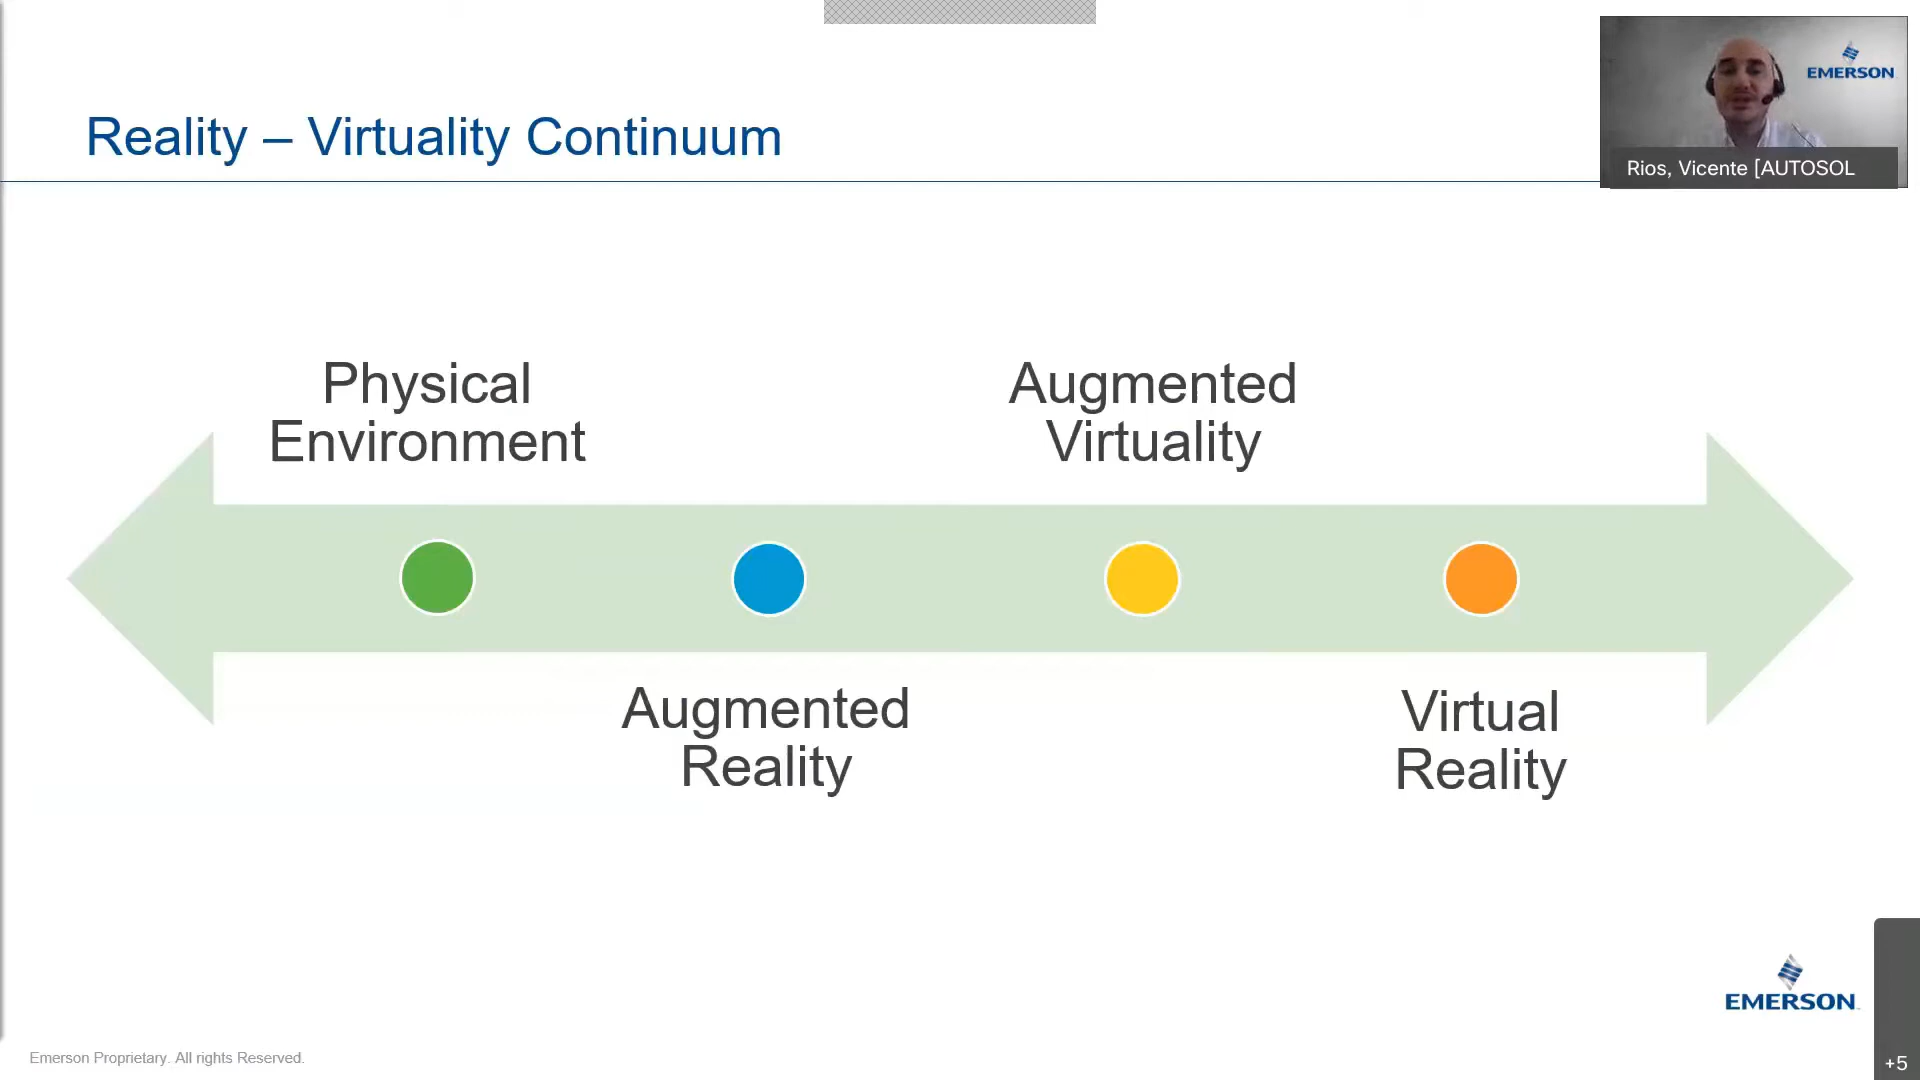 EMERSON
Reality – Virtuality Continuum
Rios, Vicente [AUTOSOL
Physical
Environment
Augmented
Virtuality
Augmented
Reality
Virtual
Reality
EMERSON
Emerson Proprietary. All rights Reserved.
+5